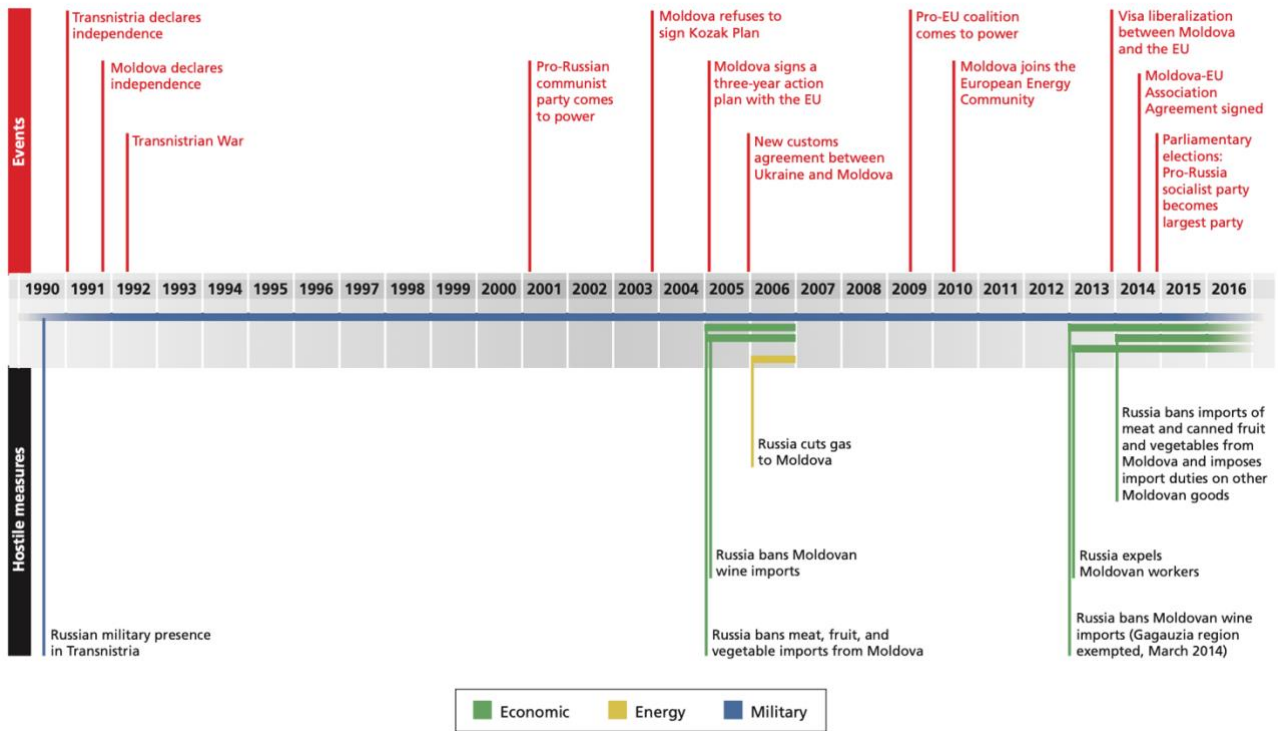 Events
Transnistria declares
independence
Moldova declares
independence
Transnistrian War
Pro-Russian
communist
party comes
to power
Moldova refuses to
sign Kozak Plan
Moldova signs a
three-year action
plan with the EU
New customs
agreement between
Ukraine and Moldova
Pro-EU coalition
comes to power
Moldova joins the
European Energy
Community
Visa liberalization
between Moldova
and the EU
Moldova-EU
Association
Agreement signed
Parliamentary
elections:
Pro-Russia
socialist party
becomes
largest party
1990 1991 1992 1993 1994 1995 1996 1997 1998 1999 2000 2001 2002 2003 2004 2005 2006 2007 2008 2009 2010 2011 2012 2013 2014 2015 2016
Hostile measures
Russian military presence
in Transnistria
Russia cuts gas
to Moldova
Russia bans Moldovan
wine imports
Russia bans meat, fruit, and
vegetable imports from Moldova
Russia bans imports of
meat and canned fruit
and vegetables from
Moldova and imposes
import duties on other
Moldovan goods
Russia expels
Moldovan workers
Russia bans Moldovan wine
imports (Gagauzia region
exempted, March 2014)
Economic Energy Military